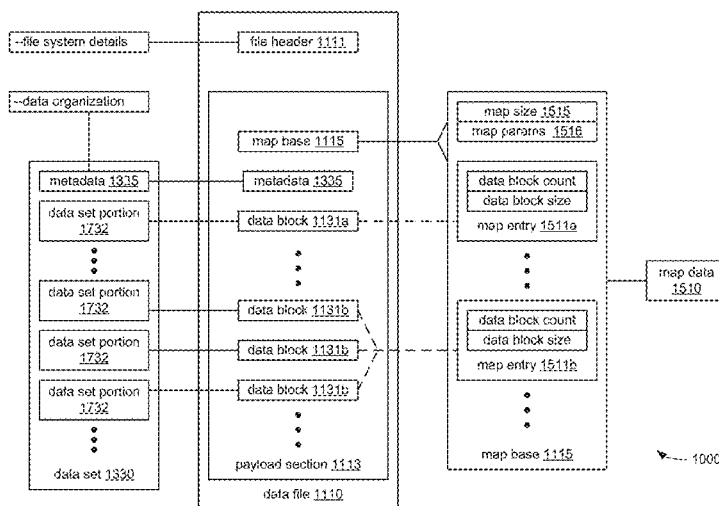 --file system details
file header 1111
--data organization
map base 1115
map size 1515
map params 1516
metadata 1335
metadata 1335
data set portion
1732
data block 1131a
data block count
data block size
map entry 1511a
data set portion
1732
data block 1131b
data set portion
1732
data block 1131b
data set portion
1732
data block 1131b
data block count
data block size
map entry 1511b
map data
1510
data set 1330
payload section 1113
data file 1110
map base 1115
1000